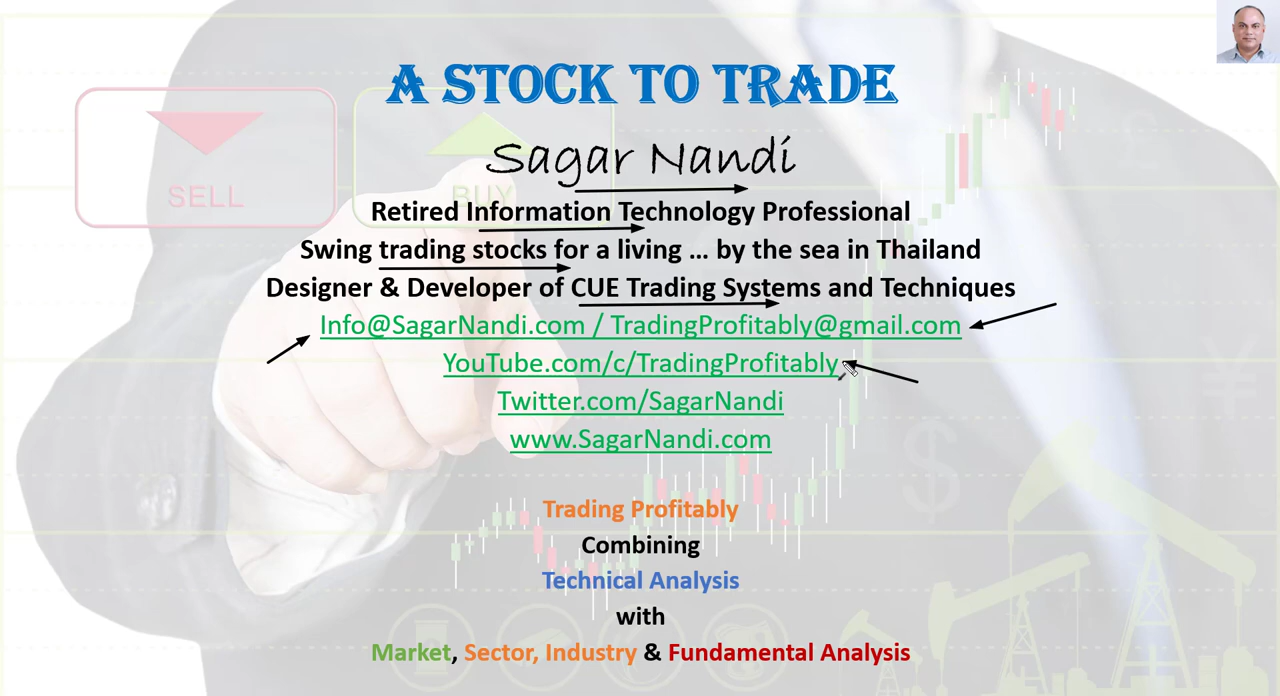 A STOCK TO TRADE
Sagar Nandi
SELL
BUY
Retired Information Technology Professional
Swing trading stocks for a living ... by the sea in Thailand
Designer & Developer of CUE Trading Systems and Techniques
Info@SagarNandi.com / TradingProfitably@gmail.com
YouTube.com/c/TradingProfitably
Twitter.com/SagarNandi
www.SagarNandi.com
Trading Profitably
Combining
Technical Analysis
with
Market, Sector, Industry & Fundamental Analysis